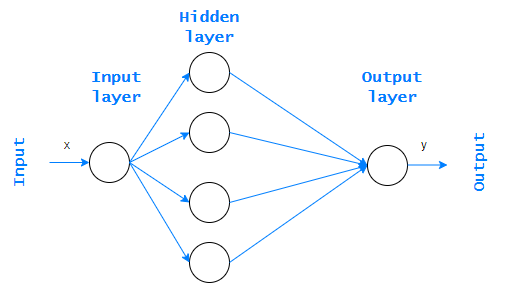 Hidden
layer
Input
layer
Output
layer
Input
x
y
Output